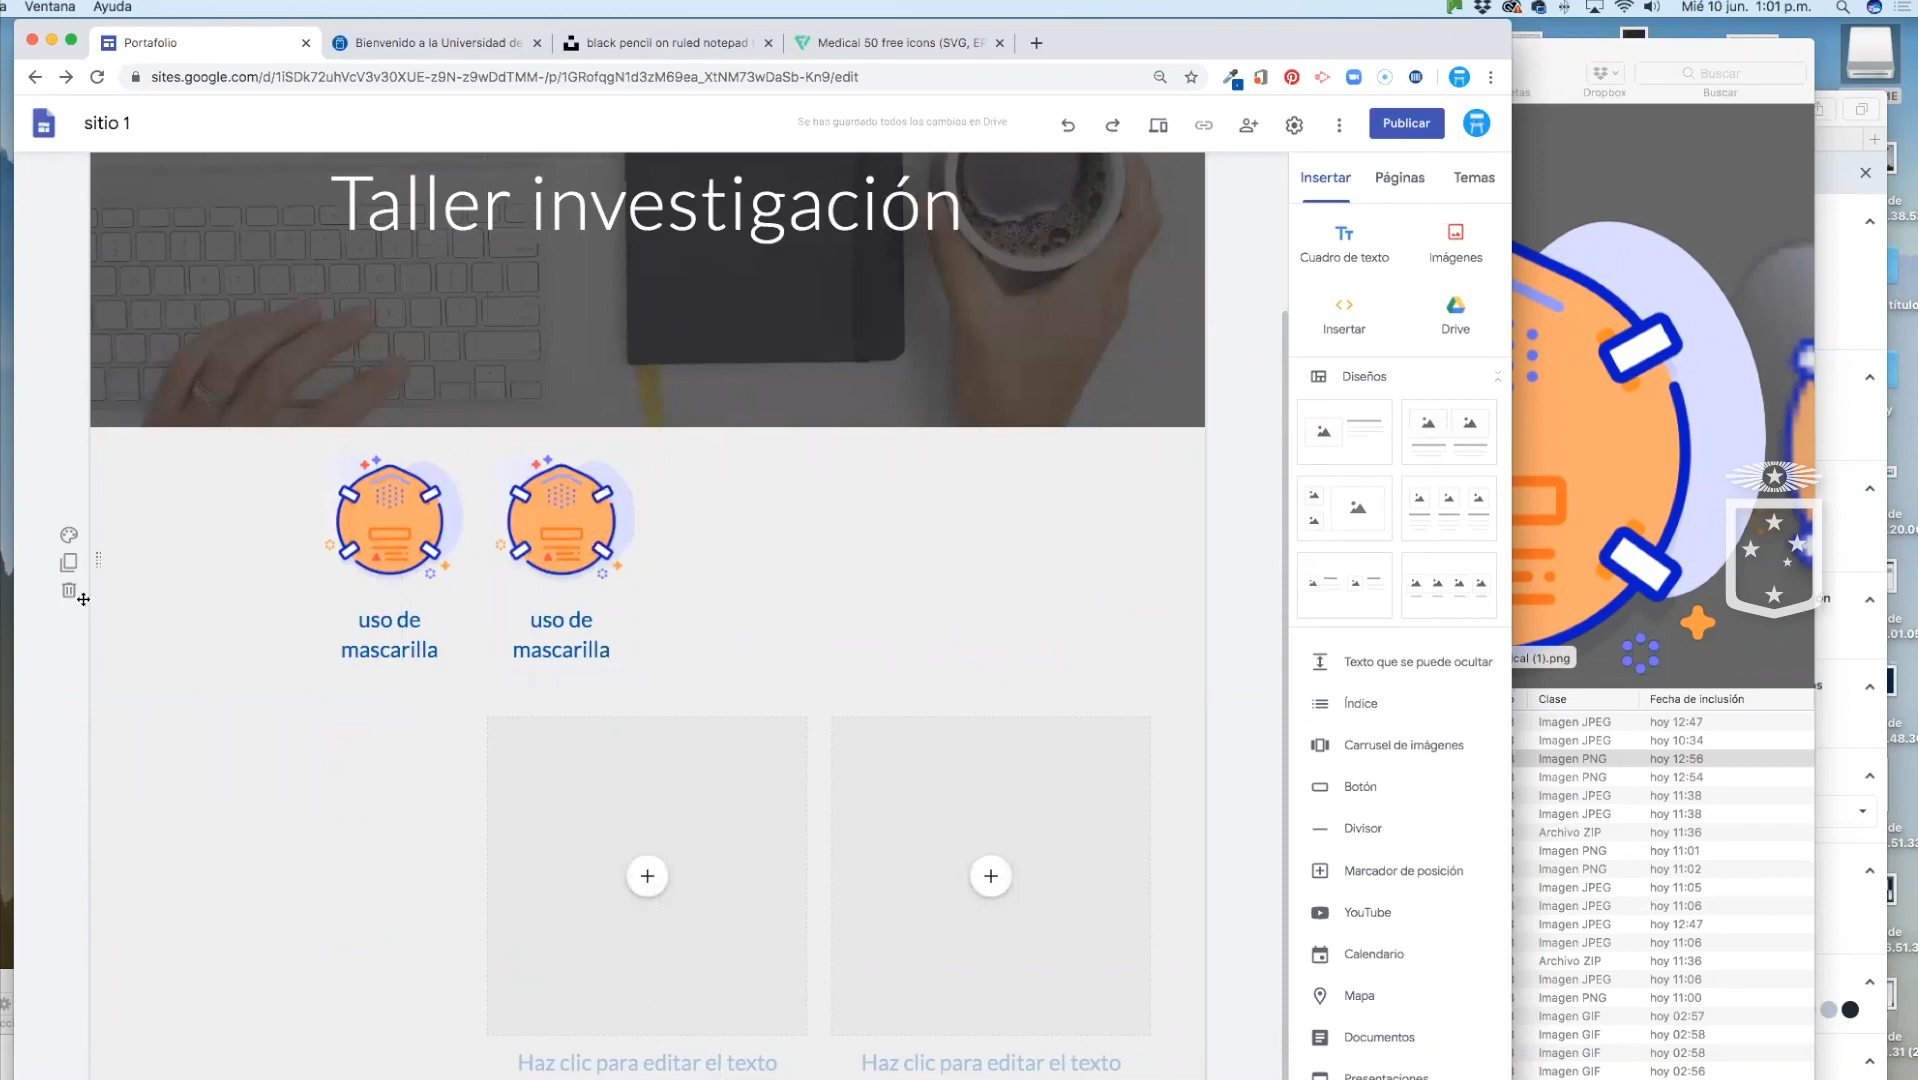 Ventana Ayuda
Mié 10 jun. 1:01 p.m.
Portafolio
Bienvenido a la Universidad de
black pencil on ruled notepad
Medical 50 free icons (SVG, EP
sites.google.com/d/1iSDk72uhVcV3v30XUE-z9N-z9wDdTMM-/p/1GRofqgN1d3zM69ea_XtNM73wDaSb-Kn9/edit
Dropbox
Buscar
Buscar
sitio 1
Se han guardado todos los cambios en Drive
Publicar
Taller investigación
Insertar
Páginas
Temas
Cuadro de texto
Imágenes
Insertar
Drive
Diseños
uso de
mascarilla
uso de
mascarilla
Texto que se puede ocultar
Índice
Carrusel de imágenes
Botón
Divisor
Marcador de posición
YouTube
Calendario
Mapa
Documentos
Presentaciones
Haz clic para editar el texto
Haz clic para editar el texto
ical (1).png
Clase
Fecha de inclusión
Imagen JPEG hoy 12:47
Imagen JPEG hoy 10:34
Imagen PNG hoy 12:56
Imagen PNG hoy 12:54
Imagen JPEG hoy 11:38
Imagen JPEG hoy 11:38
Archivo ZIP hoy 11:36
Imagen PNG hoy 11:01
Imagen PNG hoy 11:02
Imagen JPEG hoy 11:05
Imagen JPEG hoy 11:06
Imagen JPEG hoy 12:47
Imagen JPEG hoy 11:06
Archivo ZIP hoy 11:36
Imagen JPEG hoy 11:06
Imagen PNG hoy 11:00
Imagen GIF hoy 02:57
Imagen GIF hoy 02:58
Imagen GIF hoy 02:58
Imagen GIF hoy 02:56